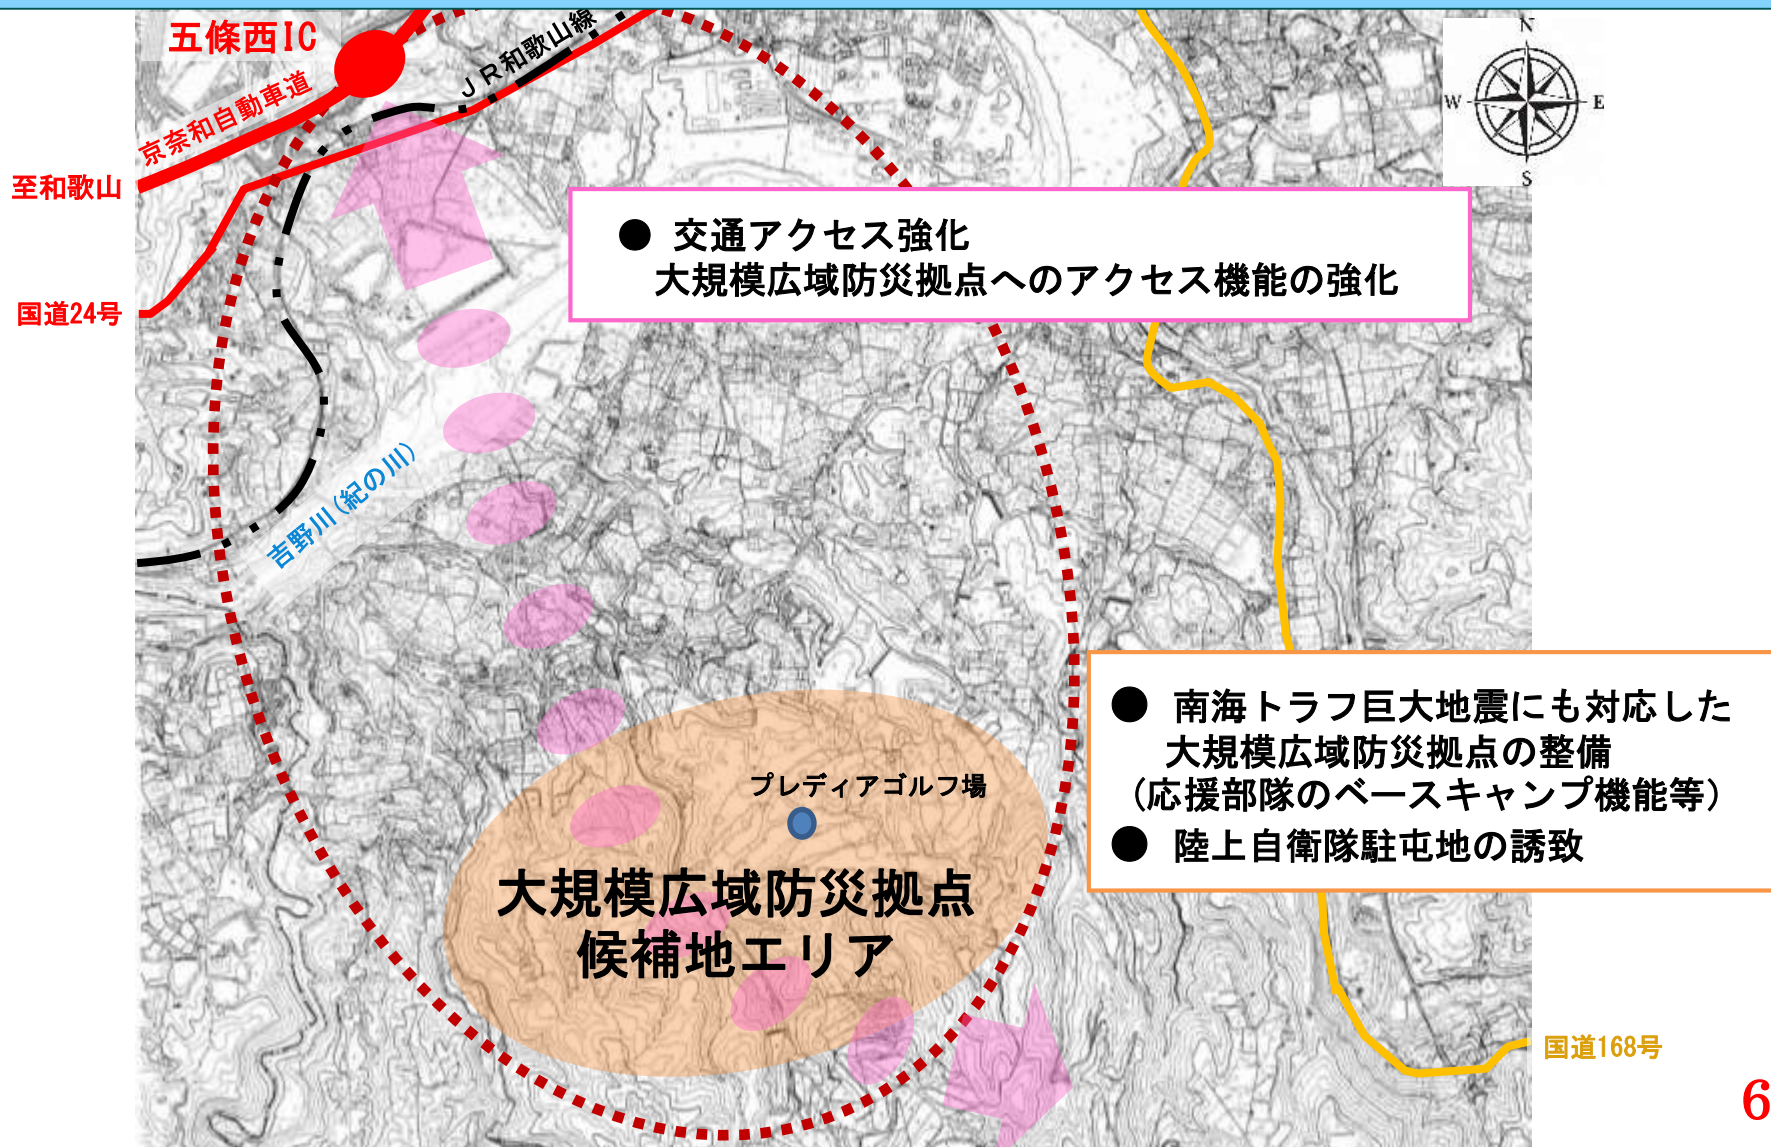 五條西IC
京奈和自動車道
JR和歌山線
N
W
E
S
至和歌山
国道24号
● 交通アクセス強化
大規模広域防災拠点へのアクセス機能の強化
吉野川(紀の川)
● 南海トラフ巨大地震にも対応した
大規模広域防災拠点の整備
(応援部隊のベースキャンプ機能等)
● 陸上自衛隊駐屯地の誘致
プレディアゴルフ場
大規模広域防災拠点
候補地エリア
国道168号
6